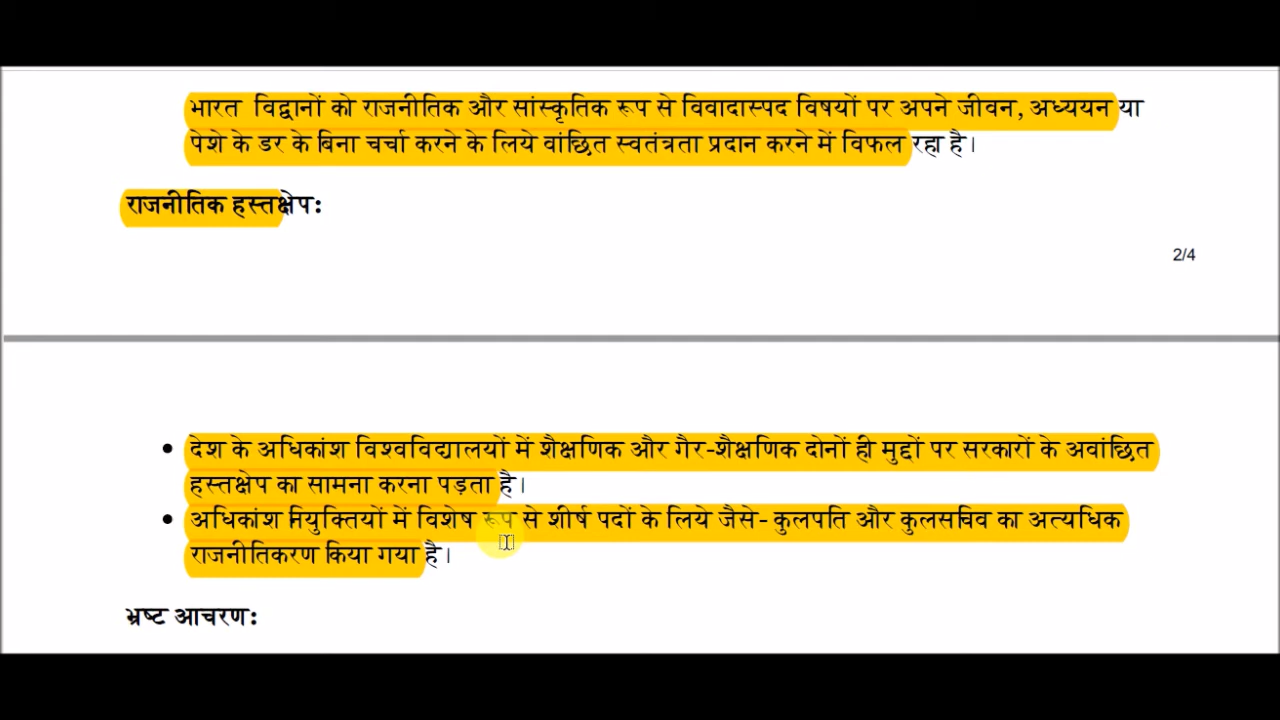 भारत विद्वानों को राजनीतिक और सांस्कृतिक रूप से विवादास्पद विषयों पर अपने जीवन, अध्ययन या
पेशे के डर के बिना चर्चा करने के लिये वांछित स्वतंत्रता प्रदान करने में विफल रहा है।
राजनीतिक हस्तक्षेप:
2/4
• देश के अधिकांश विश्वविद्यालयों में शैक्षणिक और गैर-शैक्षणिक दोनों ही मुद्दों पर सरकारों के अवांछित
हस्तक्षेप का सामना करना पड़ता है।
• अधिकांश नियुक्तियों में विशेष रूप से शीर्ष पदों के लिये जैसे- कुलपति और कुलसचिव का अत्यधिक
राजनीतिकरण किया गया है।
भ्रष्ट आचरण: